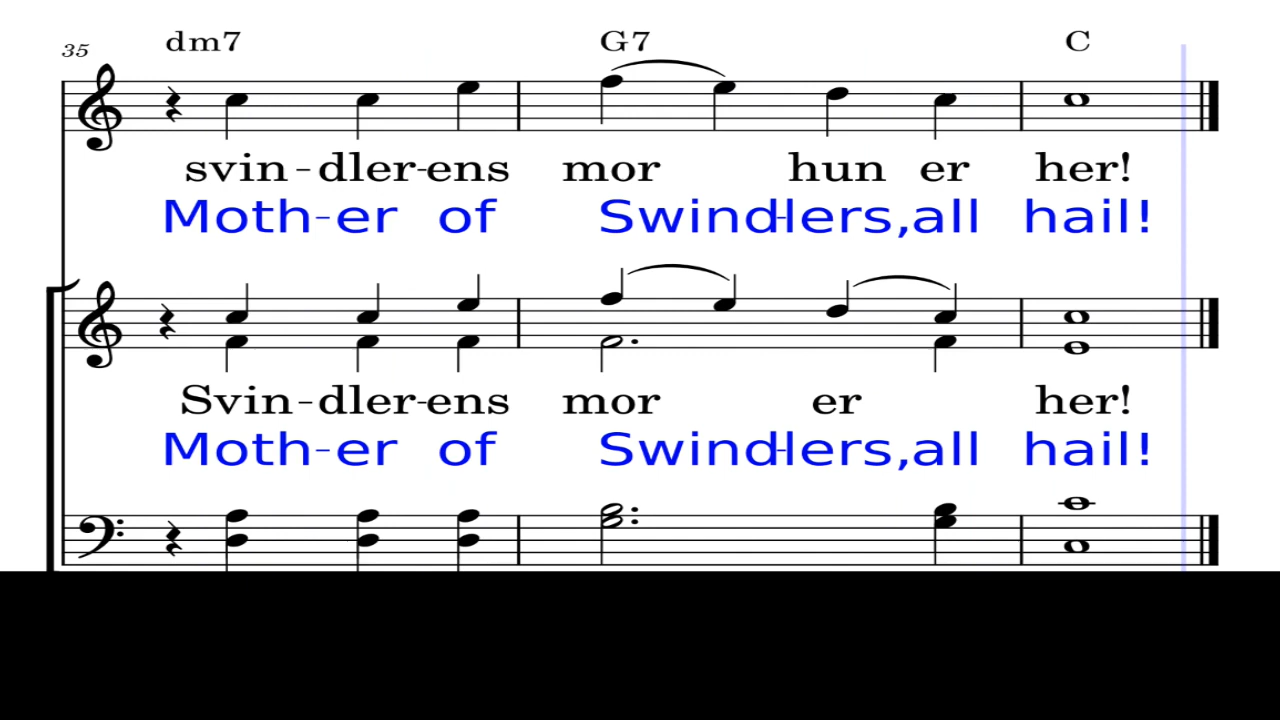 35 dm7 G7 C
svin-dler-ens mor hun er her!
Moth-er of Swind-lers, all hail!
Svin-dler-ens mor er her!
Moth-er of Swind-lers, all hail!